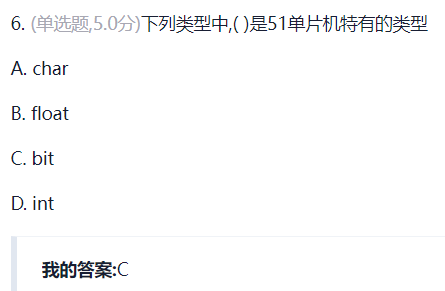 6. (单选题,5.0分)下列类型中,( )是51单片机特有的类型
A. char
B. float
C. bit
D. int
我的答案:C